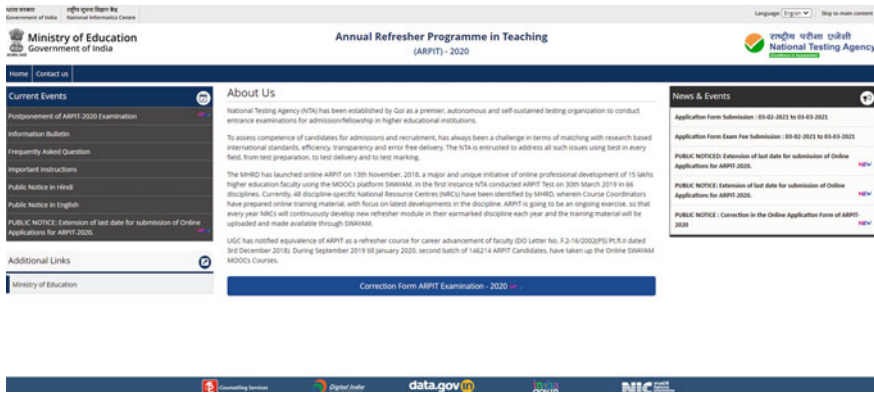 भारत सरकार
Government of India
राष्ट्रीय सूचना विज्ञान केंद्र
National Informatics Centre
Language English
Skip to main content
Ministry of Education
Government of India
Annual Refresher Programme in Teaching
(ARPIT) - 2020
राष्ट्रीय परीक्षा एजेंसी
National Testing Agency
Excellence in Assessment
Home
Contact us
Current Events
Postponement of ARPIT-2020 Examination
Information Bulletin
Frequently Asked Question
Important Instructions
Public Notice in Hindi
Public Notice in English
PUBLIC NOTICE: Extension of last date for submission of Online
Applications for ARPIT-2020.
Additional Links
Ministry of Education
About Us
National Testing Agency (NTA) has been established by GoI as a premier, autonomous and self-sustained testing organization to conduct
entrance examinations for admission/fellowship in higher educational institutions.
To assess competence of candidates for admissions and recruitment, has always been a challenge in terms of matching with research based
international standards, efficiency, transparency and error free delivery. The NTA is entrusted to address all such issues using best in every
field, from test preparation, to test delivery and to test marking.
The MHRD has launched online ARPIT on 13th November, 2018, a major and unique initiative of online professional development of 15 lakhs
higher education faculty using the MOOCs platform SWAYAM. In the first instance NTA conducted ARPIT Test on 30th March 2019 in 66
disciplines. Currently, 48 discipline-specific National Resource Centres (NRCs) have been identified by MHRD, wherein Course Coordinators
have prepared online training material, with focus on latest developments in the discipline. ARPIT is going to be an ongoing exercise, so that
every year NRCs will continuously develop new refresher module in their earmarked discipline each year and the training material will be
uploaded and made available through SWAYAM.
UGC has notified equivalence of ARPIT as a refresher course for career advancement of faculty (DO Letter No. F.2-16/2002(PS) Pt.fl.II dated
3rd December 2018). During September 2019 till January 2020, second batch of 146214 ARPIT Candidates, have taken up the Online SWAYAM
MOOCs Courses.
Correction Form ARPIT Examination - 2020
News & Events
Application Form Submission : 03-02-2021 to 03-03-2021
Application Form Exam Fee Submission : 03-02-2021 to 03-03-2021
PUBLIC NOTICED: Extension of last date for submission of Online
Applications for ARPIT-2020. NEW
PUBLIC NOTICE: Extension of last date for submission of Online
Applications for ARPIT-2020. NEW
PUBLIC NOTICE : Correction in the Online Application Form of ARPIT-
2020 NEW
Counselling Services
Digital India
data.gov in
india
gov.in
NIC
National
Informatics